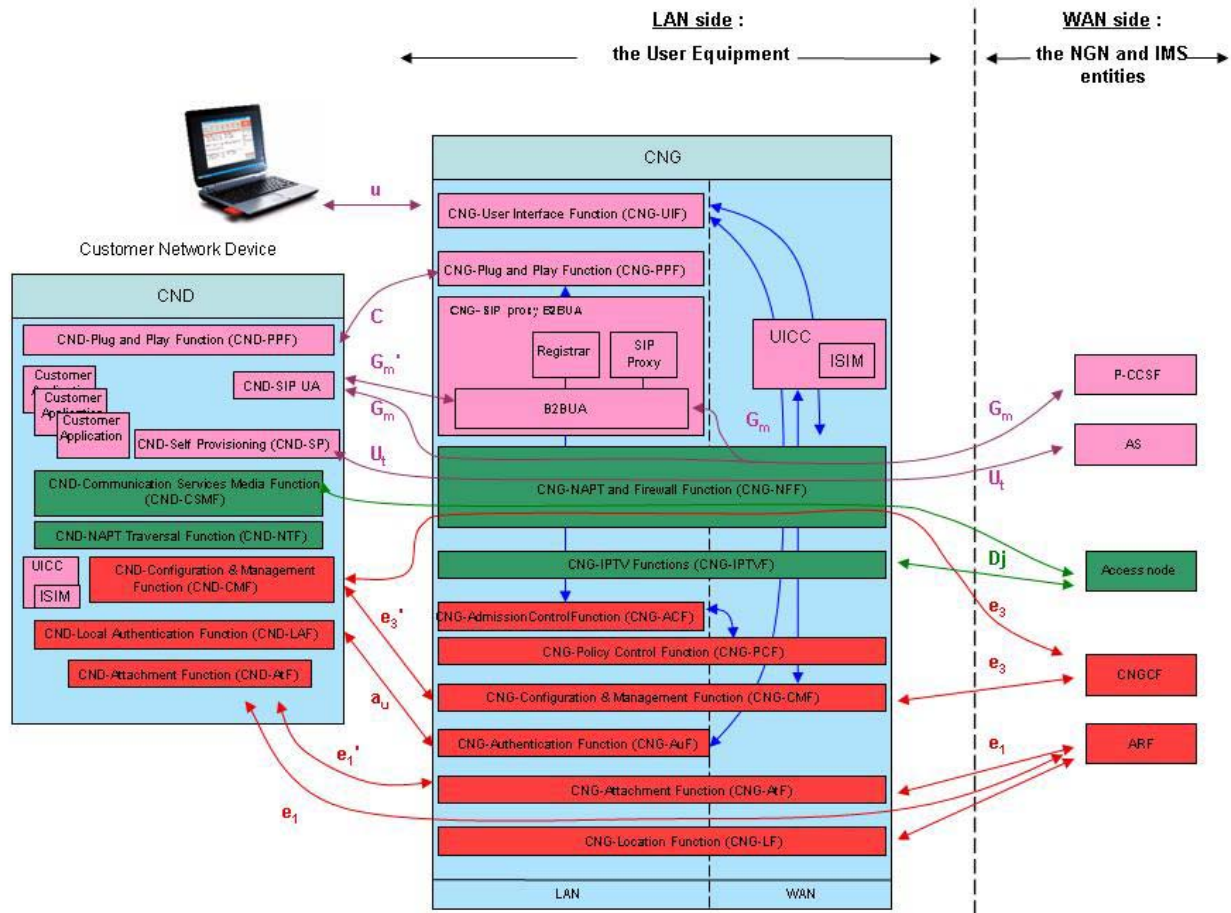 LAN side :
the User Equipment
WAN side :
the NGN and IMS
entities
CNG
u
CNG-User Interface Function (CNG-UIF)
Customer Network Device
CND
CNG-Plug and Play Function (CNG-PPF)
C
CND-Plug and Play Function (CND-PPF)
CNG- SIP proxy B2BUA
Registrar
SIP
Proxy
B2BUA
UICC
ISIM
Gm'
Customer
Customer
Customer
Application
CND-SIP UA
Gm
Gm
Gm
P-CCSF
AS
CND-Self Provisioning (CND-SP)
Ut
Ut
CND-Communication Services Media Function
(CND-CSMF)
CNG-NAPT and Firewall Function (CNG-NFF)
CND-NAPT Traversal Function (CND-NTF)
UICC
ISIM
CND-Configuration & Management
Function (CND-CMF)
CNG-IPTV Functions (CNG-IPTVF)
Dj
Access node
e3'
e3
CNG-AdmissionControlFunction (CNG-ACF)
CND-Local Authentication Function (CND-LAF)
CNG-Policy Control Function (CNG-PCF)
CND-Attachment Function (CND-AtF)
CNG-Configuration & Management Function (CNG-CMF)
e3
CNGCF
au
CNG-Authentication Function (CNG-AuF)
e1
ARF
e1'
CNG-Attachment Function (CNG-AtF)
e1
CNG-Location Function (CNG-LF)
LAN
WAN